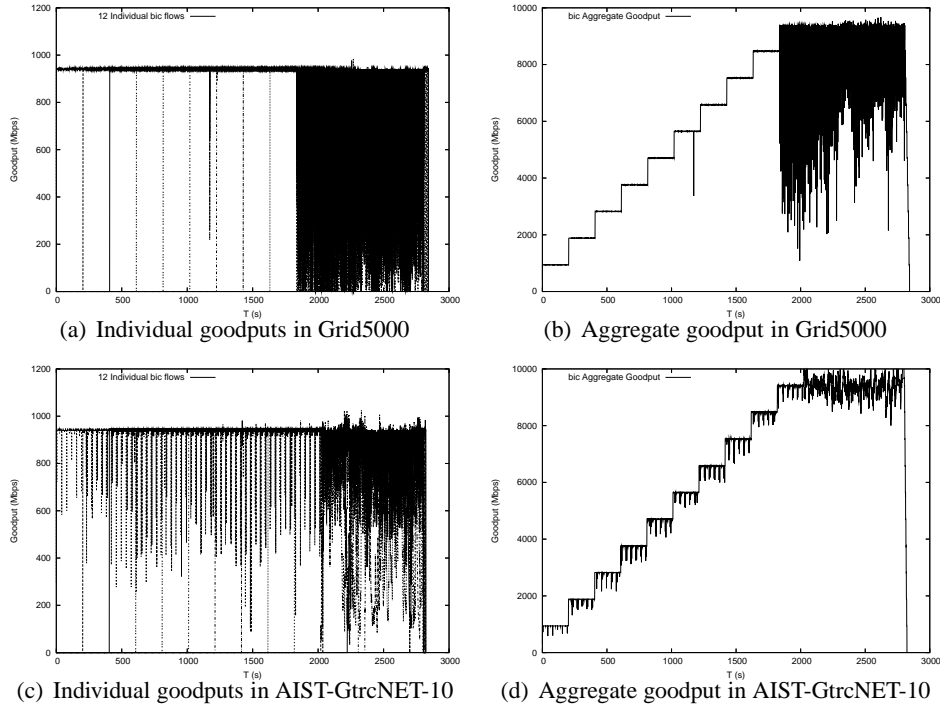 12 Individual bic flows
Goodput (Mbps)
1200
1000
800
600
400
200
0
0 500 1000 1500 2000 2500 3000
T (s)
(a) Individual goodputs in Grid5000
bic Aggregate Goodput
Goodput (Mbps)
10000
8000
6000
4000
2000
0
0 500 1000 1500 2000 2500 3000
T (s)
(b) Aggregate goodput in Grid5000
12 Individual bic flows
Goodput (Mbps)
1200
1000
800
600
400
200
0
0 500 1000 1500 2000 2500 3000
T (s)
(c) Individual goodputs in AIST-GtrcNET-10
bic Aggregate Goodput
Goodput (Mbps)
10000
8000
6000
4000
2000
0
0 500 1000 1500 2000 2500 3000
T (s)
(d) Aggregate goodput in AIST-GtrcNET-10